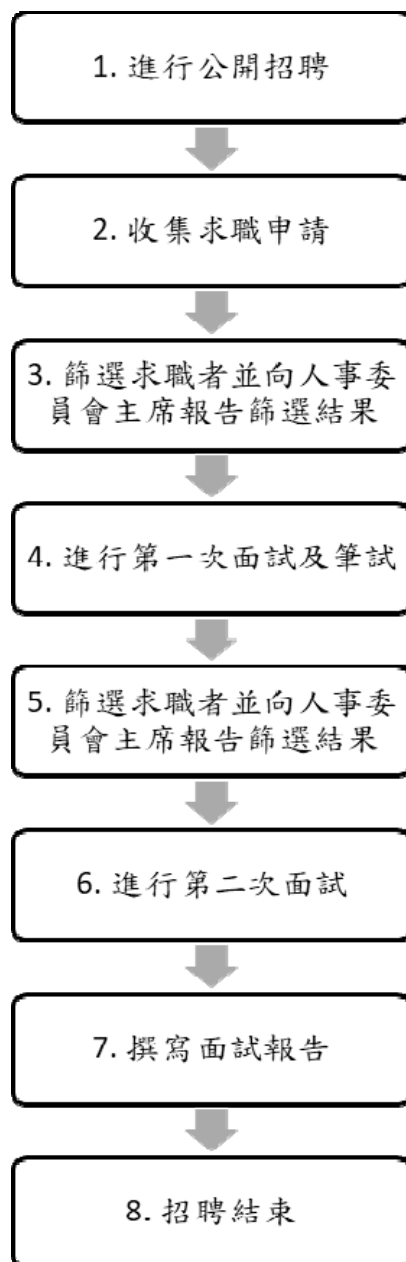 1. 進行公開招聘
2. 收集求職申請
3. 篩選求職者並向人事委
員會主席報告篩選結果
4. 進行第一次面試及筆試
5. 篩選求職者並向人事委
員會主席報告篩選結果
6. 進行第二次面試
7. 撰寫面試報告
8. 招聘結束